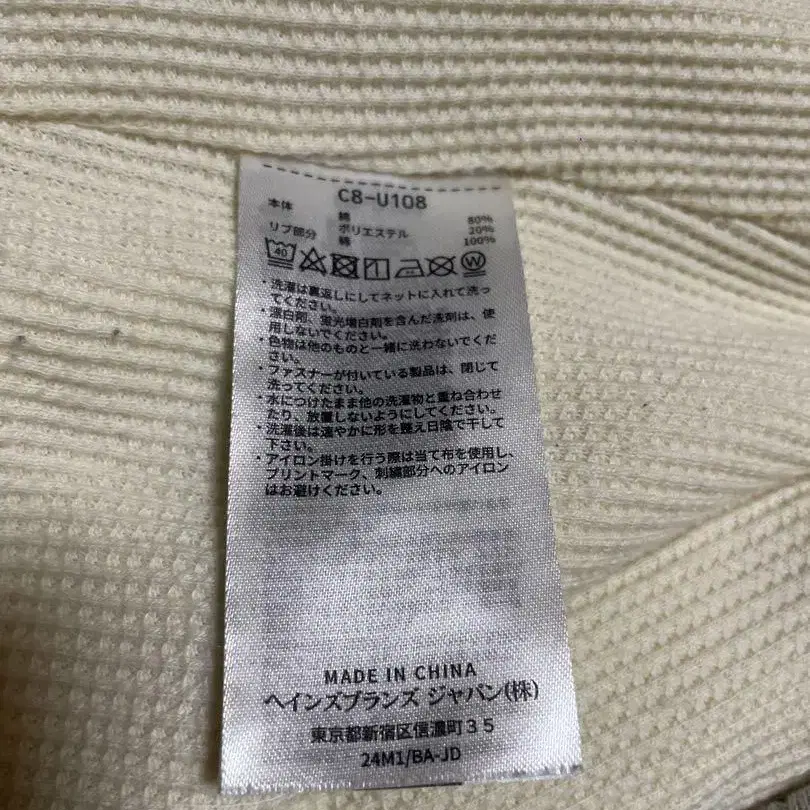 C8-U108
本体 綿 80%
ポリエステル 20%
リブ部分 綿 100%
40
W
・洗濯は裏返しにしてネットに入れて洗っ
てください。
・漂白剤、蛍光増白剤を含んだ洗剤は、使
用しないでください。
・色物は他のものと一緒に洗わないでくだ
さい。
・ファスナーが付いている製品は、閉じて
洗ってください。
・水につけたまま他の洗濯物と重ね合わせ
たり、放置しないようにしてください。
・洗濯後は速やかに形を整え日陰で干して
下さい。
・アイロン掛けを行う際は当て布を使用し、
プリントマーク、刺繍部分へのアイロン
はお避けください。
MADE IN CHINA
ヘインズブランズ ジャパン(株)
東京都新宿区信濃町３５
24M1/BA-JD